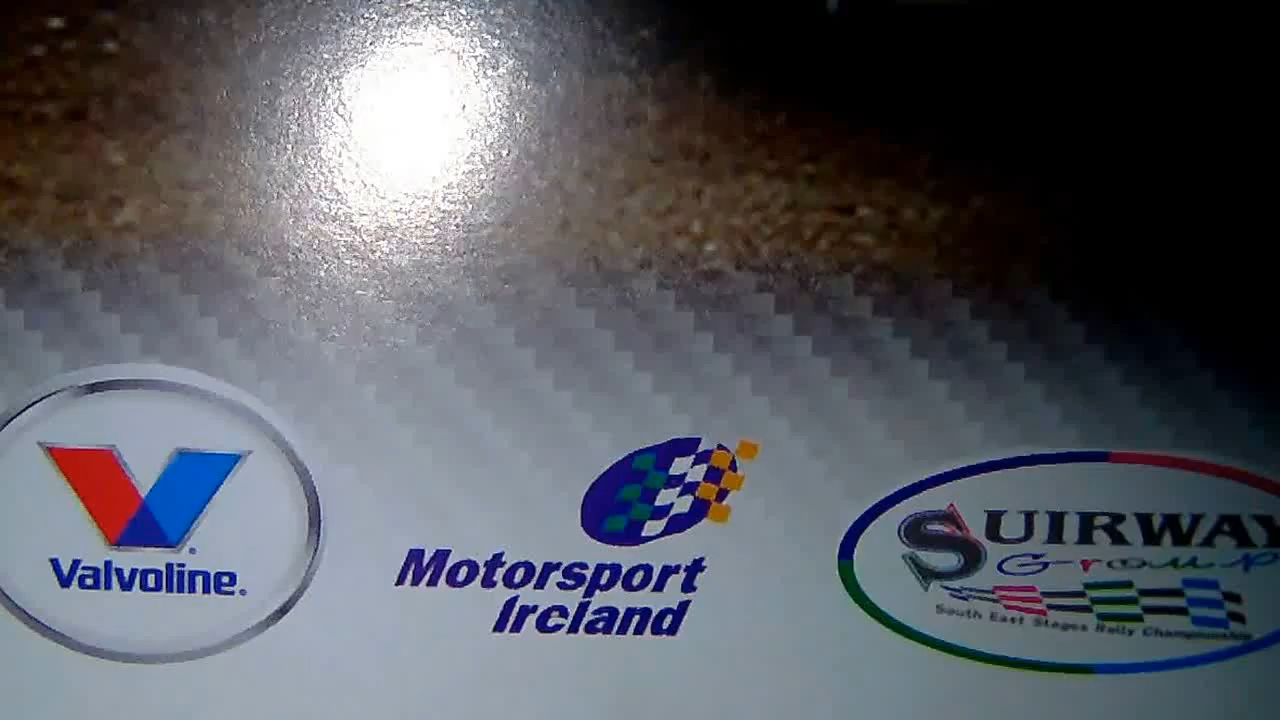 Valvoline.
Motorsport
Ireland
SUIRWAY
Group
South East Stages Rally Championship